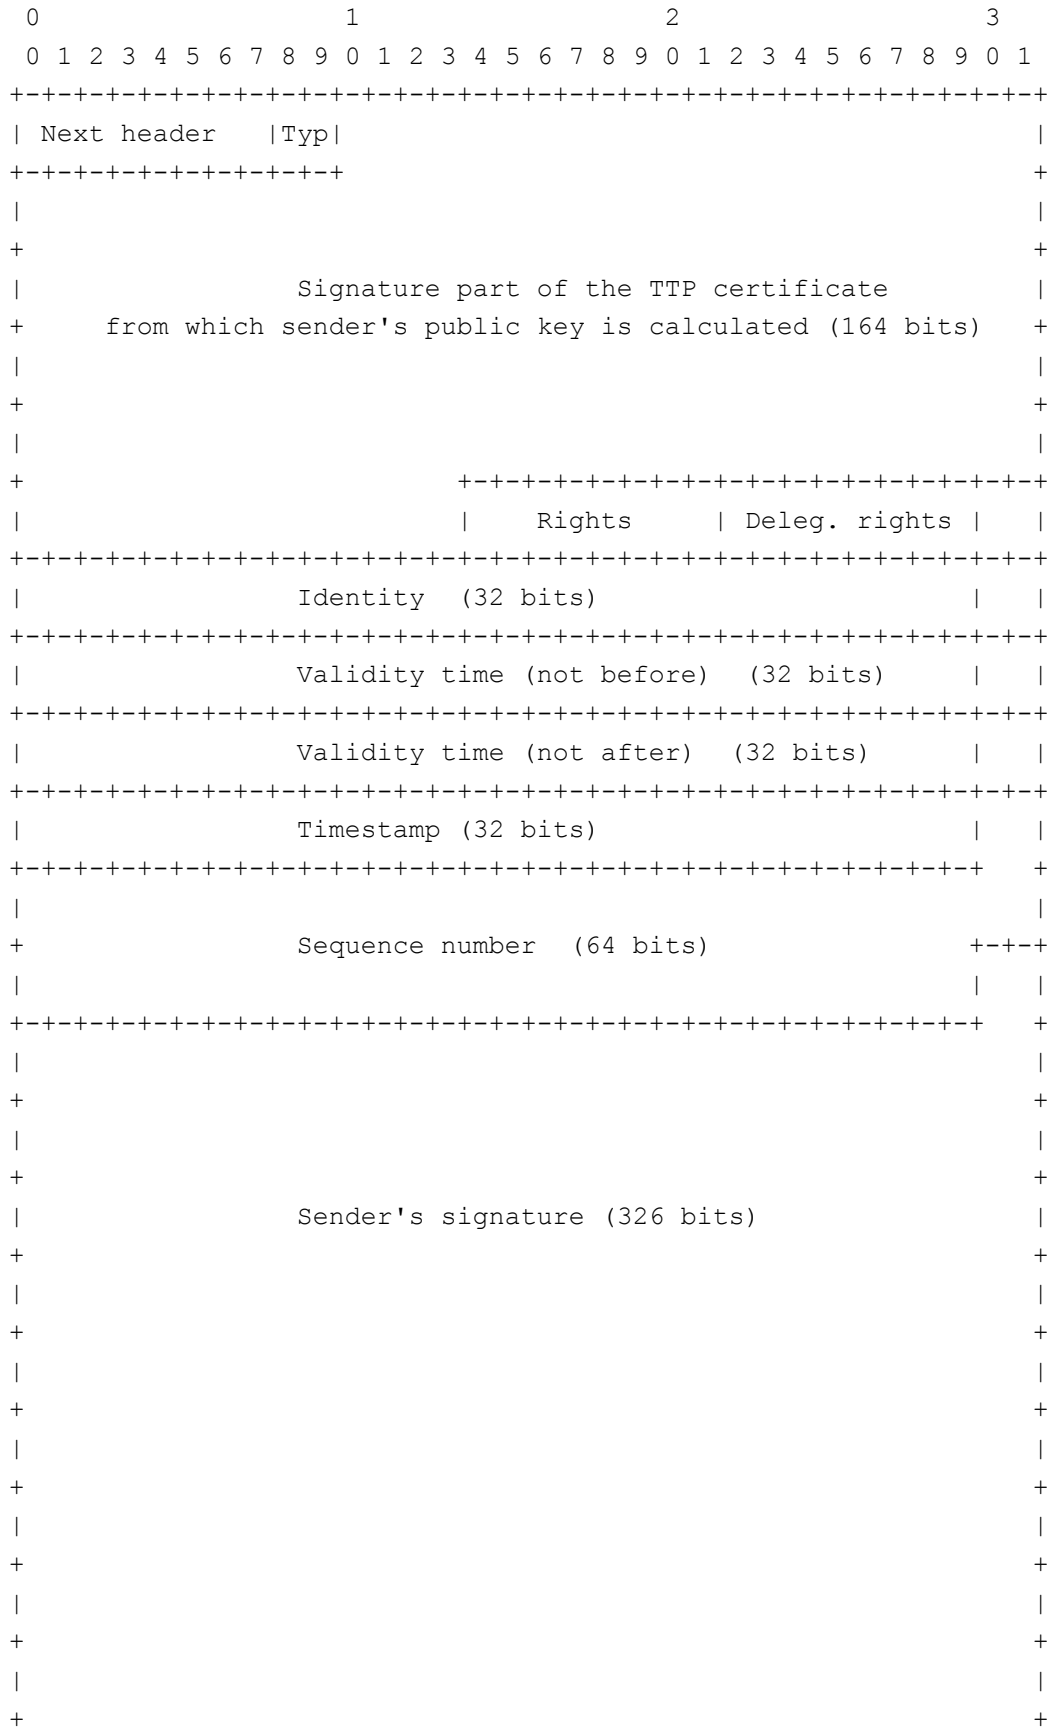 0                   1                   2                   3
 0 1 2 3 4 5 6 7 8 9 0 1 2 3 4 5 6 7 8 9 0 1 2 3 4 5 6 7 8 9 0 1
+-+-+-+-+-+-+-+-+-+-+-+-+-+-+-+-+-+-+-+-+-+-+-+-+-+-+-+-+-+-+-+-+
| Next header   |Typ|                                           |
+-+-+-+-+-+-+-+-+-+-+                                           +
|                                                               |
+                                                               +
|                 Signature part of the TTP certificate         |
+     from which sender's public key is calculated (164 bits)   +
|                                                               |
+                                                               +
|                                                               |
+                           +-+-+-+-+-+-+-+-+-+-+-+-+-+-+-+-+-+-+
|                           |    Rights     | Deleg. rights |   |
+-+-+-+-+-+-+-+-+-+-+-+-+-+-+-+-+-+-+-+-+-+-+-+-+-+-+-+-+-+-+-+-+
|                 Identity  (32 bits)                       |   |
+-+-+-+-+-+-+-+-+-+-+-+-+-+-+-+-+-+-+-+-+-+-+-+-+-+-+-+-+-+-+-+-+
|                 Validity time (not before)  (32 bits)     |   |
+-+-+-+-+-+-+-+-+-+-+-+-+-+-+-+-+-+-+-+-+-+-+-+-+-+-+-+-+-+-+-+-+
|                 Validity time (not after)  (32 bits)      |   |
+-+-+-+-+-+-+-+-+-+-+-+-+-+-+-+-+-+-+-+-+-+-+-+-+-+-+-+-+-+-+-+-+
|                 Timestamp (32 bits)                       |   |
+-+-+-+-+-+-+-+-+-+-+-+-+-+-+-+-+-+-+-+-+-+-+-+-+-+-+-+-+-+-+   +
|                                                               |
+                 Sequence number  (64 bits)                +-+-+
|                                                           |   |
+-+-+-+-+-+-+-+-+-+-+-+-+-+-+-+-+-+-+-+-+-+-+-+-+-+-+-+-+-+-+   +
|                                                               |
+                                                               +
|                                                               |
+                                                               +
|                 Sender's signature (326 bits)                 |
+                                                               +
|                                                               |
+                                                               +
|                                                               |
+                                                               +
|                                                               |
+                                                               +
|                                                               |
+                                                               +
|                                                               |
+                                                               +
|                                                               |
+                                                               +